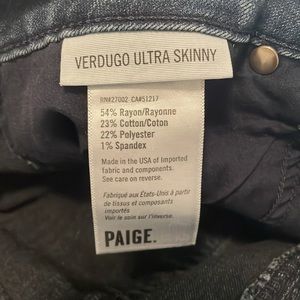 VERDUGO ULTRA SKINNY
RN#27002 CA#51217
54% Rayon/Rayonne
23% Cotton/Coton
22% Polyester
1% Spandex
Made in the USA of Imported
fabric and components.
See care on reverse.
Fabriqué aux États-Unis à partir
de tissus et composants
importés
Voir le soin sur l'inverso.
PAIGE.